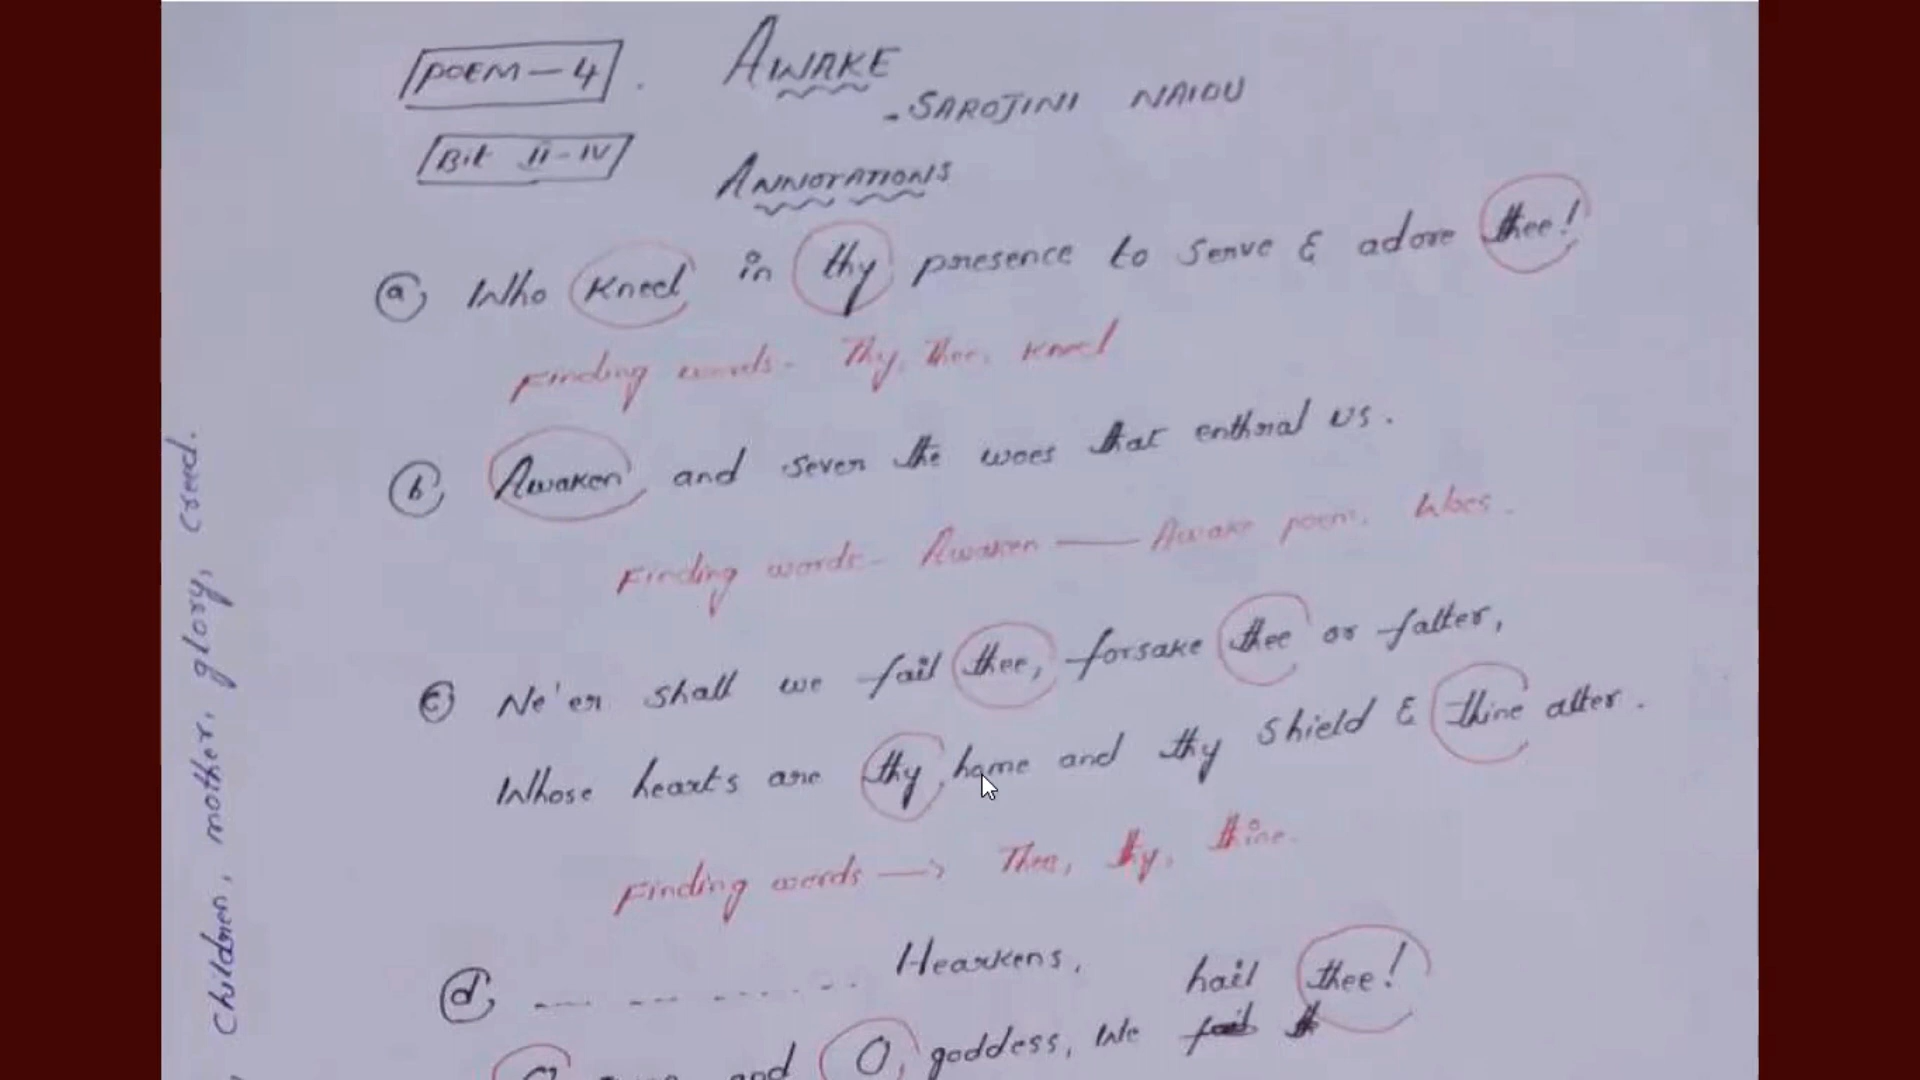 POEM-4. AWAKE
- SAROJINI NAIDU
Bit II-IV
ANNOTATIONS
(a) Who Kneel in thy presence to serve & adore thee!
Finding words- Thy, Thee, Kneel
(b) Awaken and sever the woes that enthral us.
Finding words- Awaken — Awake poem, Woes.
(c) Ne'er shall we fail thee, forsake thee or falter,
Whose hearts are thy home and thy shield & thine alter.
Finding words → Thee, thy, thine.
(d) ---- Hearkens,
hail thee!
and O, goddess, We
Children, mother, glory, creed.